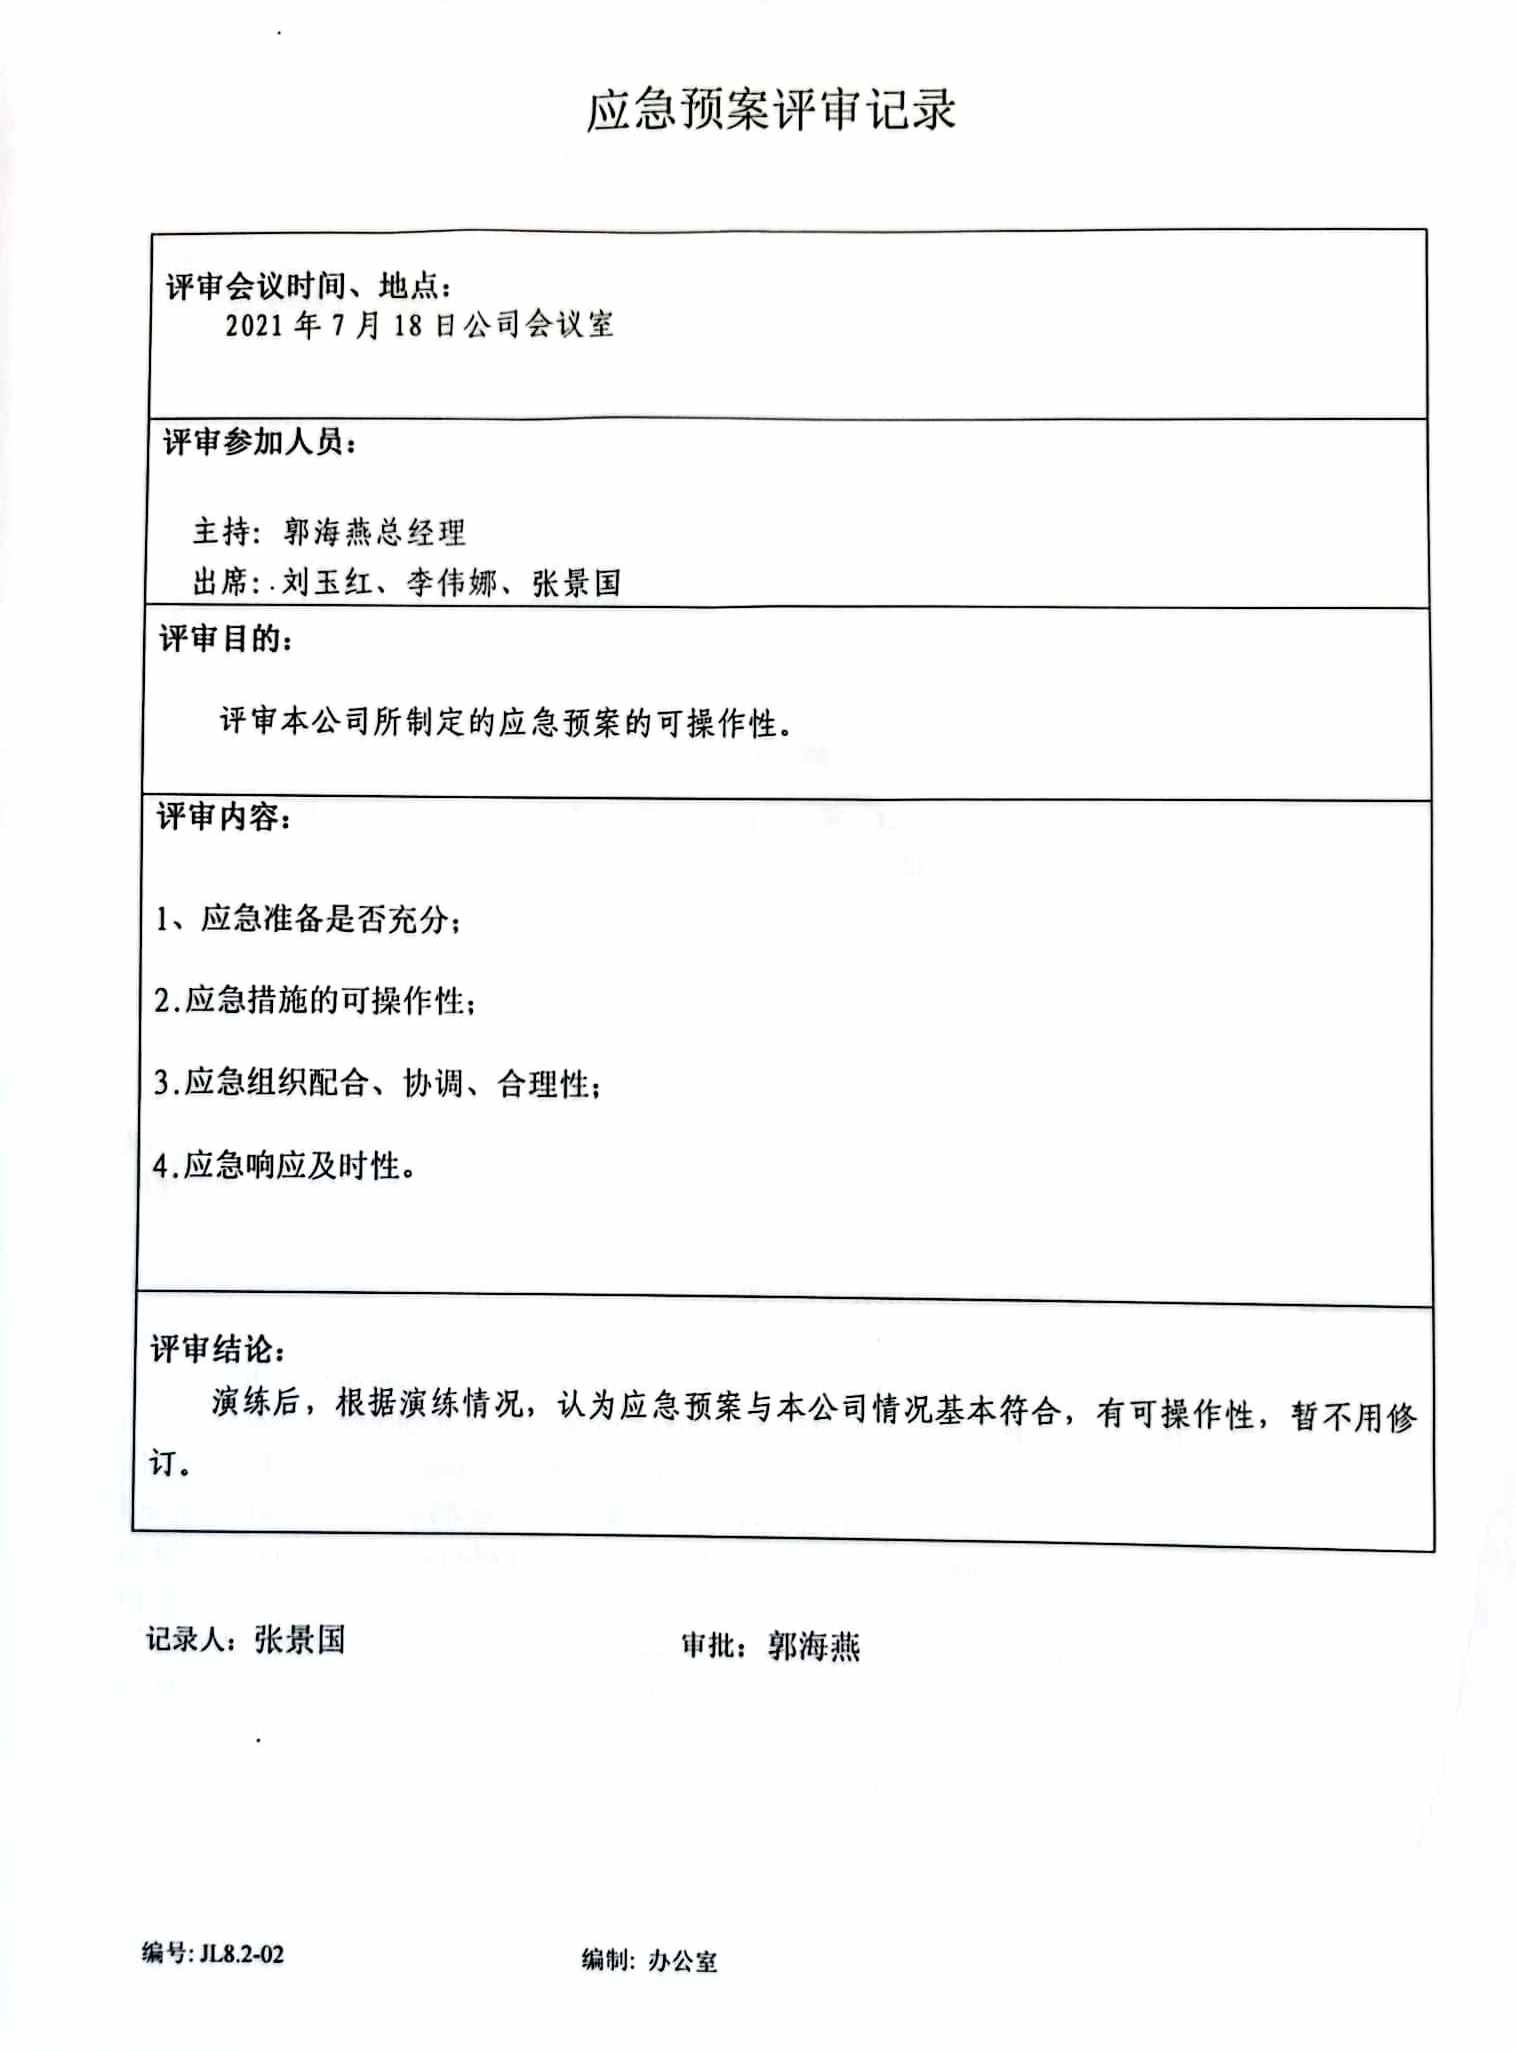 应急预案评审记录
评审会议时间、地点：
2021 年 7 月 18 日公司会议室
评审参加人员：
主持：郭海燕总经理
出席：刘玉红、李伟娜、张景国
评审目的：
评审本公司所制定的应急预案的可操作性。
评审内容：
1、应急准备是否充分；
2.应急措施的可操作性；
3.应急组织配合、协调、合理性；
4.应急响应及时性。
评审结论：
演练后，根据演练情况，认为应急预案与本公司情况基本符合，有可操作性，暂不用修
订。
记录人：张景国 审批：郭海燕
编号: JL8.2-02 编制: 办公室